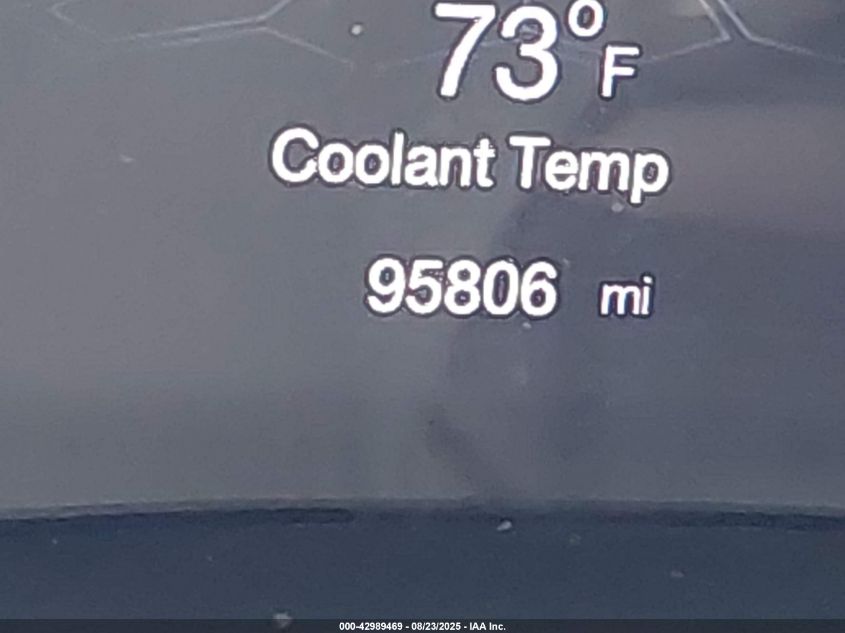 73°F
Coolant Temp
95806 mi
000-42989469 - 08/23/2025 - IAA Inc.